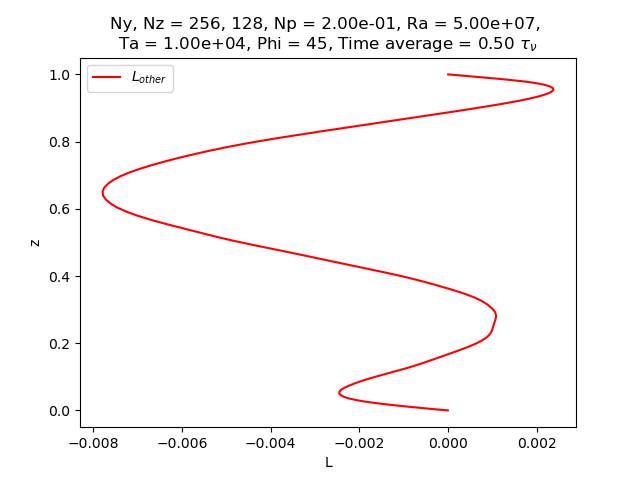 Ny, Nz = 256, 128, Np = 2.00e-01, Ra = 5.00e+07,
Ta = 1.00e+04, Phi = 45, Time average = 0.50 τν
L_other
1.0
0.8
0.6
0.4
0.2
0.0
z
−0.008 −0.006 −0.004 −0.002 0.000 0.002
L